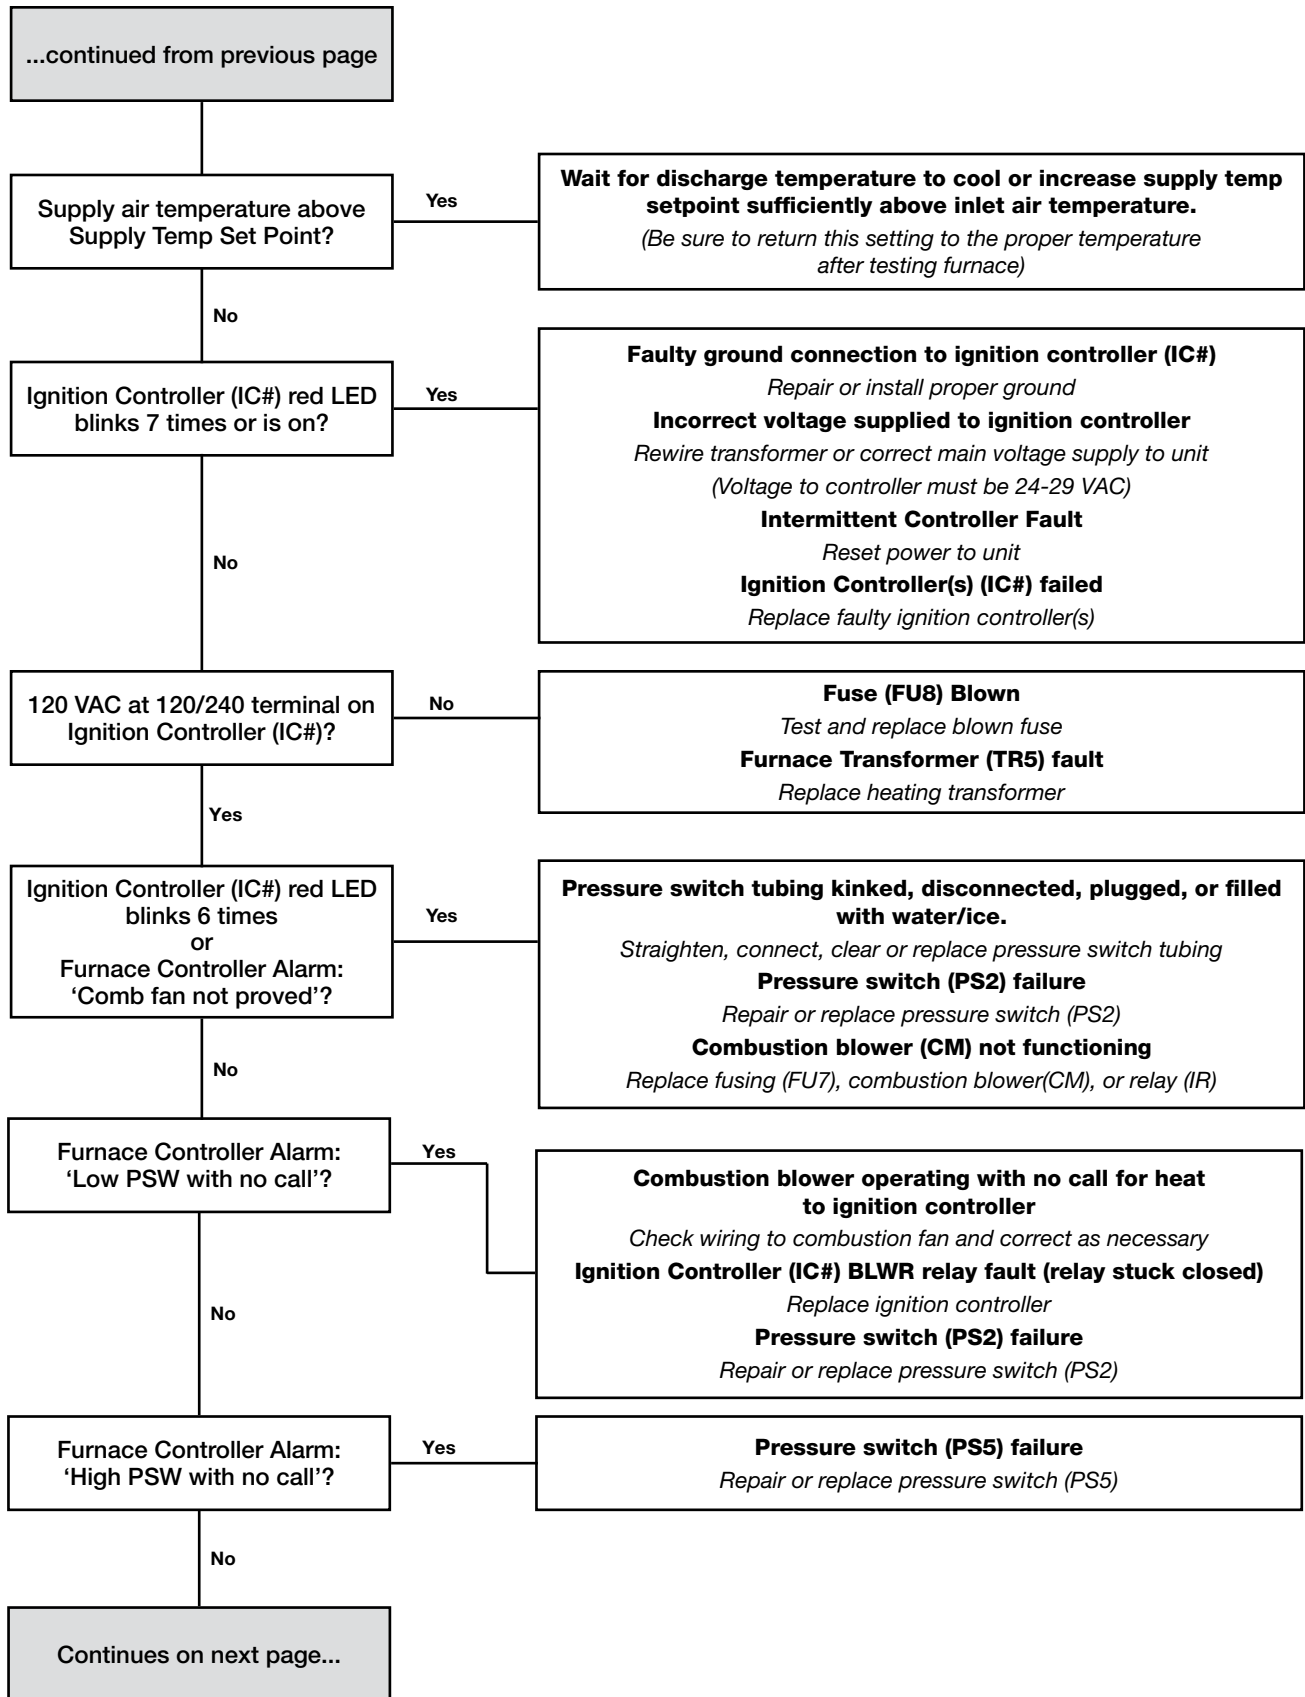 ...continued from previous page
Supply air temperature above
Supply Temp Set Point?
Yes
Wait for discharge temperature to cool or increase supply temp
setpoint sufficiently above inlet air temperature.
(Be sure to return this setting to the proper temperature
after testing furnace)
No
Ignition Controller (IC#) red LED
blinks 7 times or is on?
Yes
Faulty ground connection to ignition controller (IC#)
Repair or install proper ground
Incorrect voltage supplied to ignition controller
Rewire transformer or correct main voltage supply to unit
(Voltage to controller must be 24-29 VAC)
Intermittent Controller Fault
Reset power to unit
Ignition Controller(s) (IC#) failed
Replace faulty ignition controller(s)
No
120 VAC at 120/240 terminal on
Ignition Controller (IC#)?
No
Fuse (FU8) Blown
Test and replace blown fuse
Furnace Transformer (TR5) fault
Replace heating transformer
Yes
Ignition Controller (IC#) red LED
blinks 6 times
or
Furnace Controller Alarm:
‘Comb fan not proved’?
Yes
Pressure switch tubing kinked, disconnected, plugged, or filled
with water/ice.
Straighten, connect, clear or replace pressure switch tubing
Pressure switch (PS2) failure
Repair or replace pressure switch (PS2)
Combustion blower (CM) not functioning
Replace fusing (FU7), combustion blower(CM), or relay (IR)
No
Furnace Controller Alarm:
‘Low PSW with no call’?
Yes
Combustion blower operating with no call for heat
to ignition controller
Check wiring to combustion fan and correct as necessary
Ignition Controller (IC#) BLWR relay fault (relay stuck closed)
Replace ignition controller
Pressure switch (PS2) failure
Repair or replace pressure switch (PS2)
No
Furnace Controller Alarm:
‘High PSW with no call’?
Yes
Pressure switch (PS5) failure
Repair or replace pressure switch (PS5)
No
Continues on next page...